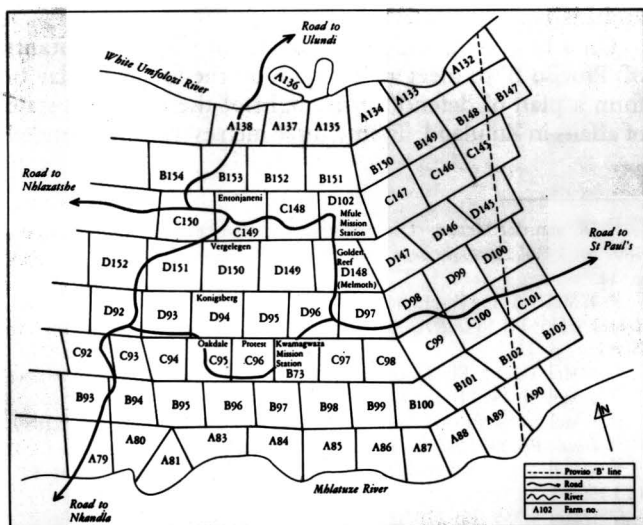 Road to
Ulundi
White Umfolozi River
A136
A132
A133
A134
B147
A138
A137
A135
B148
B149
C145
B150
B154
B153
B152
B151
C146
Road to
Nhlazatshe
C147
Entonjaneni
C148
D102
D145
C150
C149
Mfule
Mission
Station
D146
Road to
St Paul's
Vergelegen
Golden
Reef
D147
D100
D152
D151
D150
D149
D148
(Melmoth)
D99
D98
C101
Konigsberg
C100
D92
D93
D94
D95
D96
D97
B103
C99
Oakdale
Protest
Kwamagwaza
Mission
Station
B102
C92
C93
C94
C95
C96
B73
C97
C98
B101
A90
B93
B94
B95
B96
B97
B98
B99
B100
A89
A88
A79
A80
A81
A83
A84
A85
A86
A87
N
Mhlatuze River
Road to
Nkandla
Proviso 'B' line
Road
River
A102 Farm no.